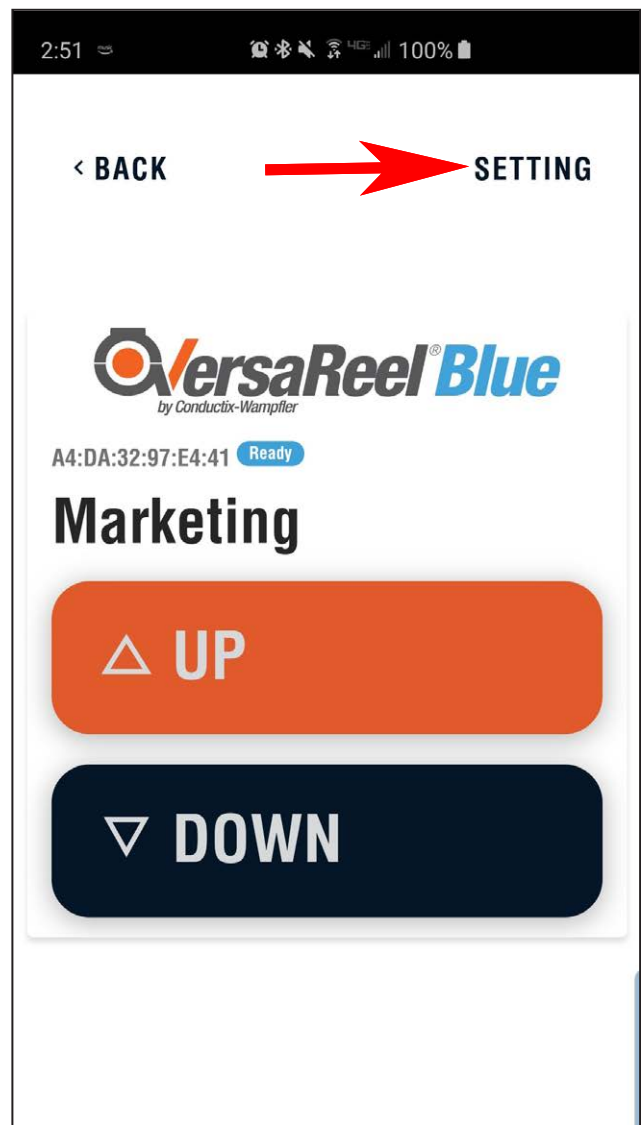 2:51 4GE 100%
< BACK SETTING
VersaReel® Blue
by Conductix-Wampfler
A4:DA:32:97:E4:41 Ready
Marketing
△ UP
▽ DOWN